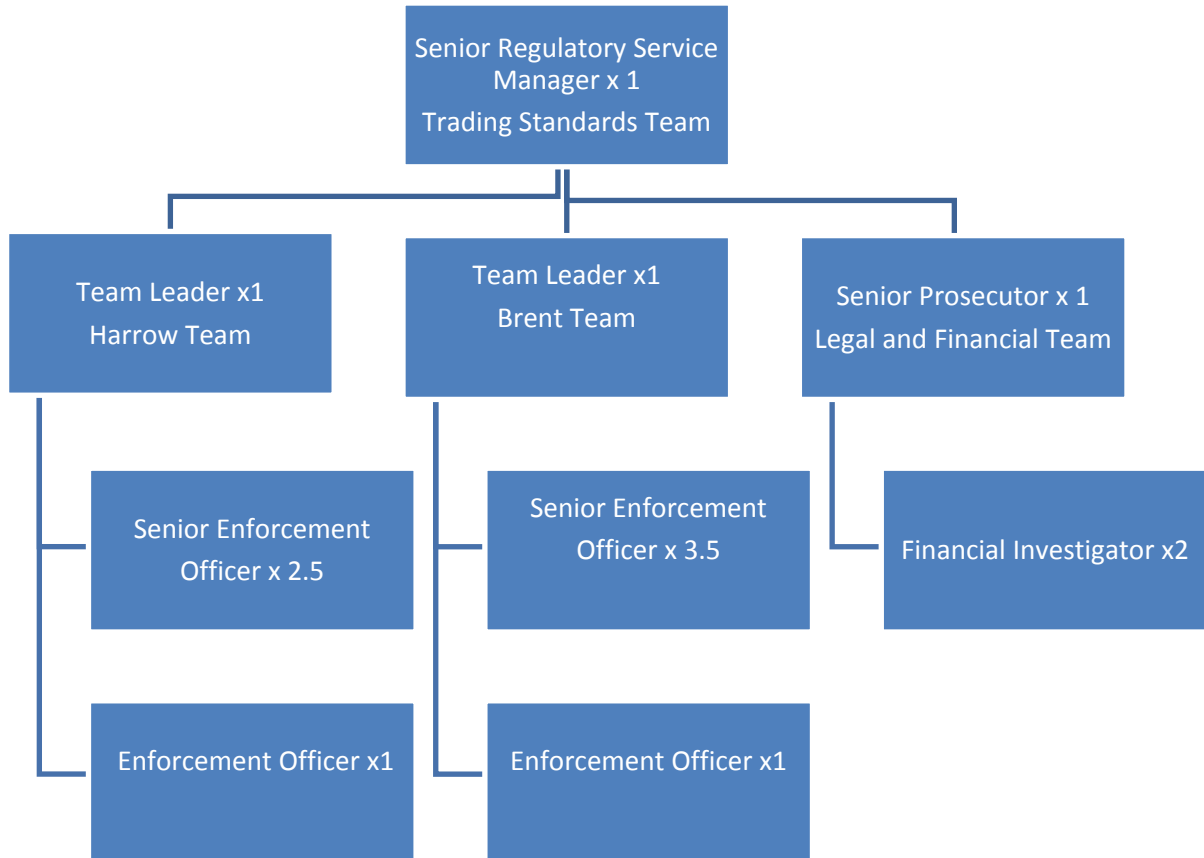 Senior Regulatory Service
Manager x 1
Trading Standards Team
Team Leader x1
Harrow Team
Team Leader x1
Brent Team
Senior Prosecutor x 1
Legal and Financial Team
Senior Enforcement
Officer x 2.5
Senior Enforcement
Officer x 3.5
Financial Investigator x2
Enforcement Officer x1
Enforcement Officer x1